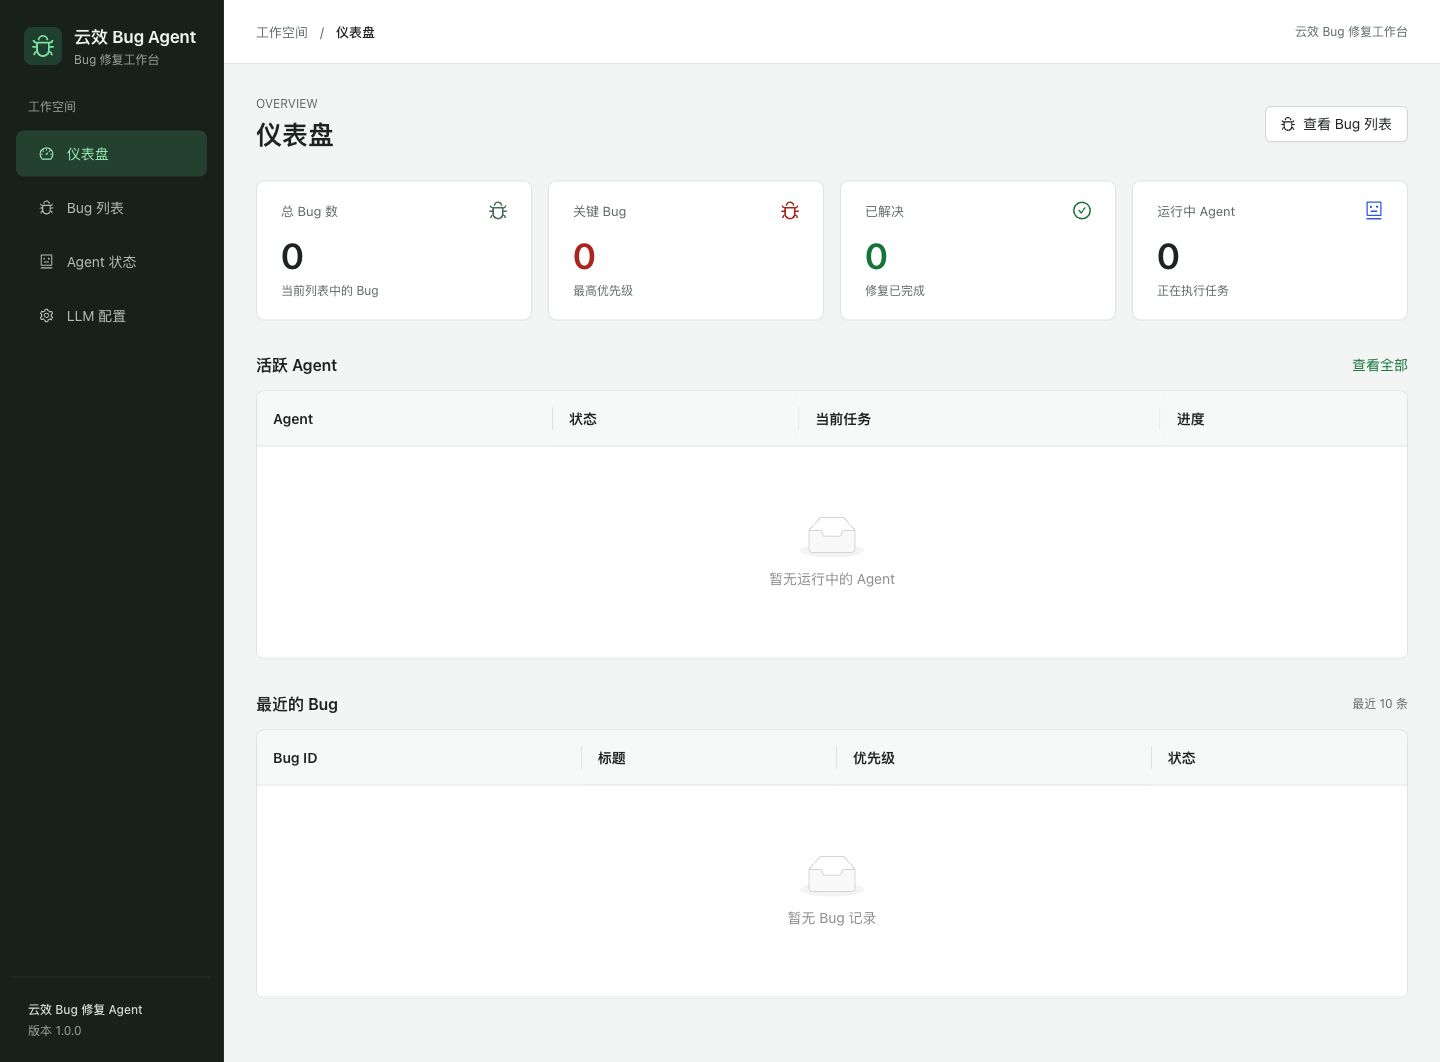 云效 Bug Agent
Bug 修复工作台
工作空间
仪表盘
Bug 列表
Agent 状态
LLM 配置
云效 Bug 修复 Agent
版本 1.0.0
工作空间 / 仪表盘
云效 Bug 修复工作台
OVERVIEW
仪表盘
查看 Bug 列表
总 Bug 数
0
当前列表中的 Bug
关键 Bug
0
最高优先级
已解决
0
修复已完成
运行中 Agent
0
正在执行任务
活跃 Agent
查看全部
Agent 状态 当前任务 进度
暂无运行中的 Agent
最近的 Bug
最近 10 条
Bug ID 标题 优先级 状态
暂无 Bug 记录